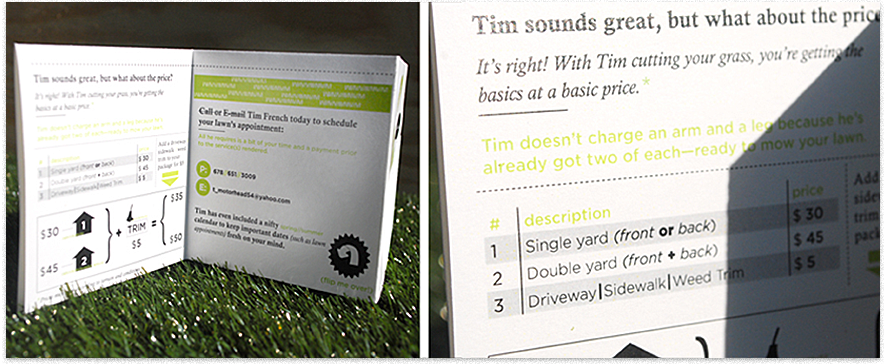 Tim sounds great, but what about the price?
It's right! With Tim cutting your grass, you're getting the
basics at a basic price.*
Tim doesn't charge an arm and a leg because he's
already got two of each—ready to mow your lawn.
# description price
1 Single yard (front or back) $ 30
2 Double yard (front + back) $ 45
3 Driveway|Sidewalk|Weed Trim $ 5
Add a driveway
sidewalk
trim to your
package for $5
$30 1
$45 2
+ TRIM =
$5
$35
$50
Call or E-mail Tim French today to schedule
your lawn's appointment:
All he requires is a bit of your time and a payment price
to the service(s) rendered.
P: 678|651|3009
E: t_motorhead54@yahoo.com
Tim has even included a nifty spring/summer
calendar to keep important dates (such as lawn
appointments) fresh on your mind.
(flip me over!)
Tim sounds great, but what about the price
It's right! With Tim cutting your grass, you're getting the
basics at a basic price.*
Tim doesn't charge an arm and a leg because he's
already got two of each—ready to mow your lawn.
# description price
1 Single yard (front or back) $ 30
2 Double yard (front + back) $ 45
3 Driveway|Sidewalk|Weed Trim $ 5
Add
side
trim
pack